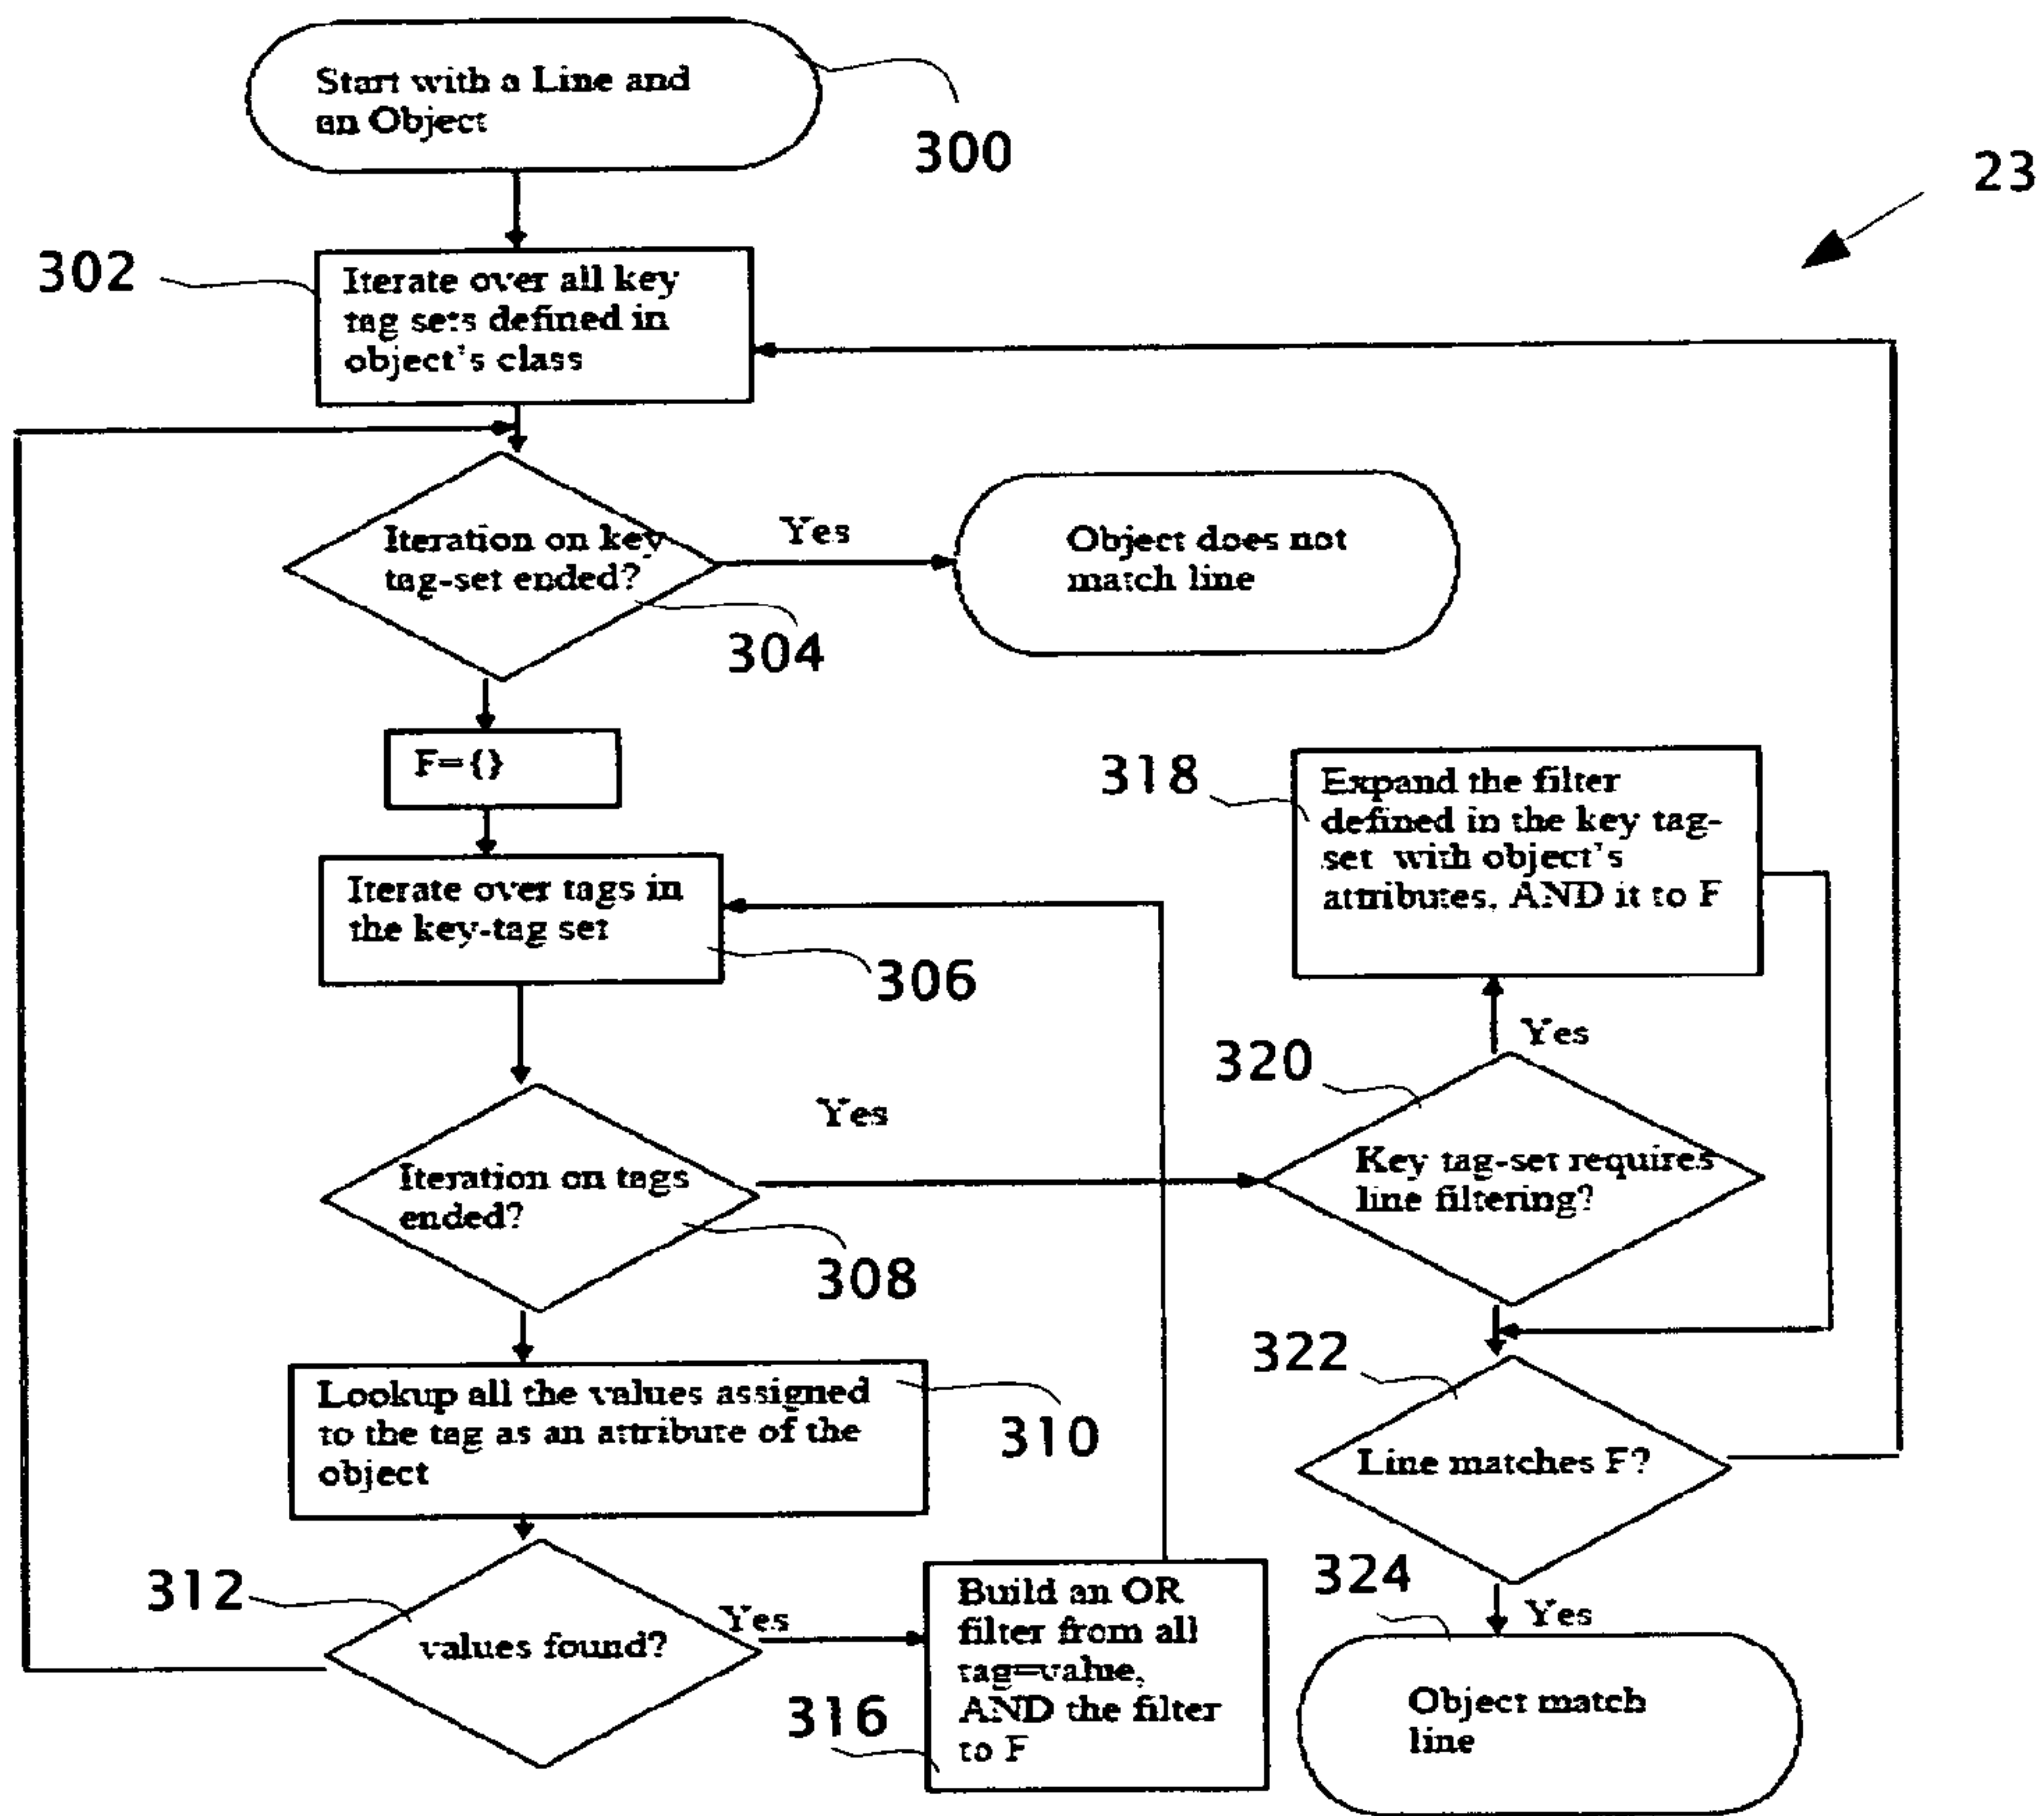 Start with a Line and
an Object
300
23
302
Iterate over all key
tag sets defined in
object's class
Iteration on key
tag-set ended?
Yes
304
Object does not
match line
F={}
Iterate over tags in
the key-tag set
306
318
Expand the filter
defined in the key tag-
set with object's
attributes, AND it to F
Yes
320
Key tag-set requires
line filtering?
Iteration on tags
ended?
Yes
308
Lookup all the values assigned
to the tag as an attribute of the
object
310
322
Line matches F?
312
values found?
Yes
Build an OR
filter from all
tag=value,
AND the filter
to F
316
324
Yes
Object match
line